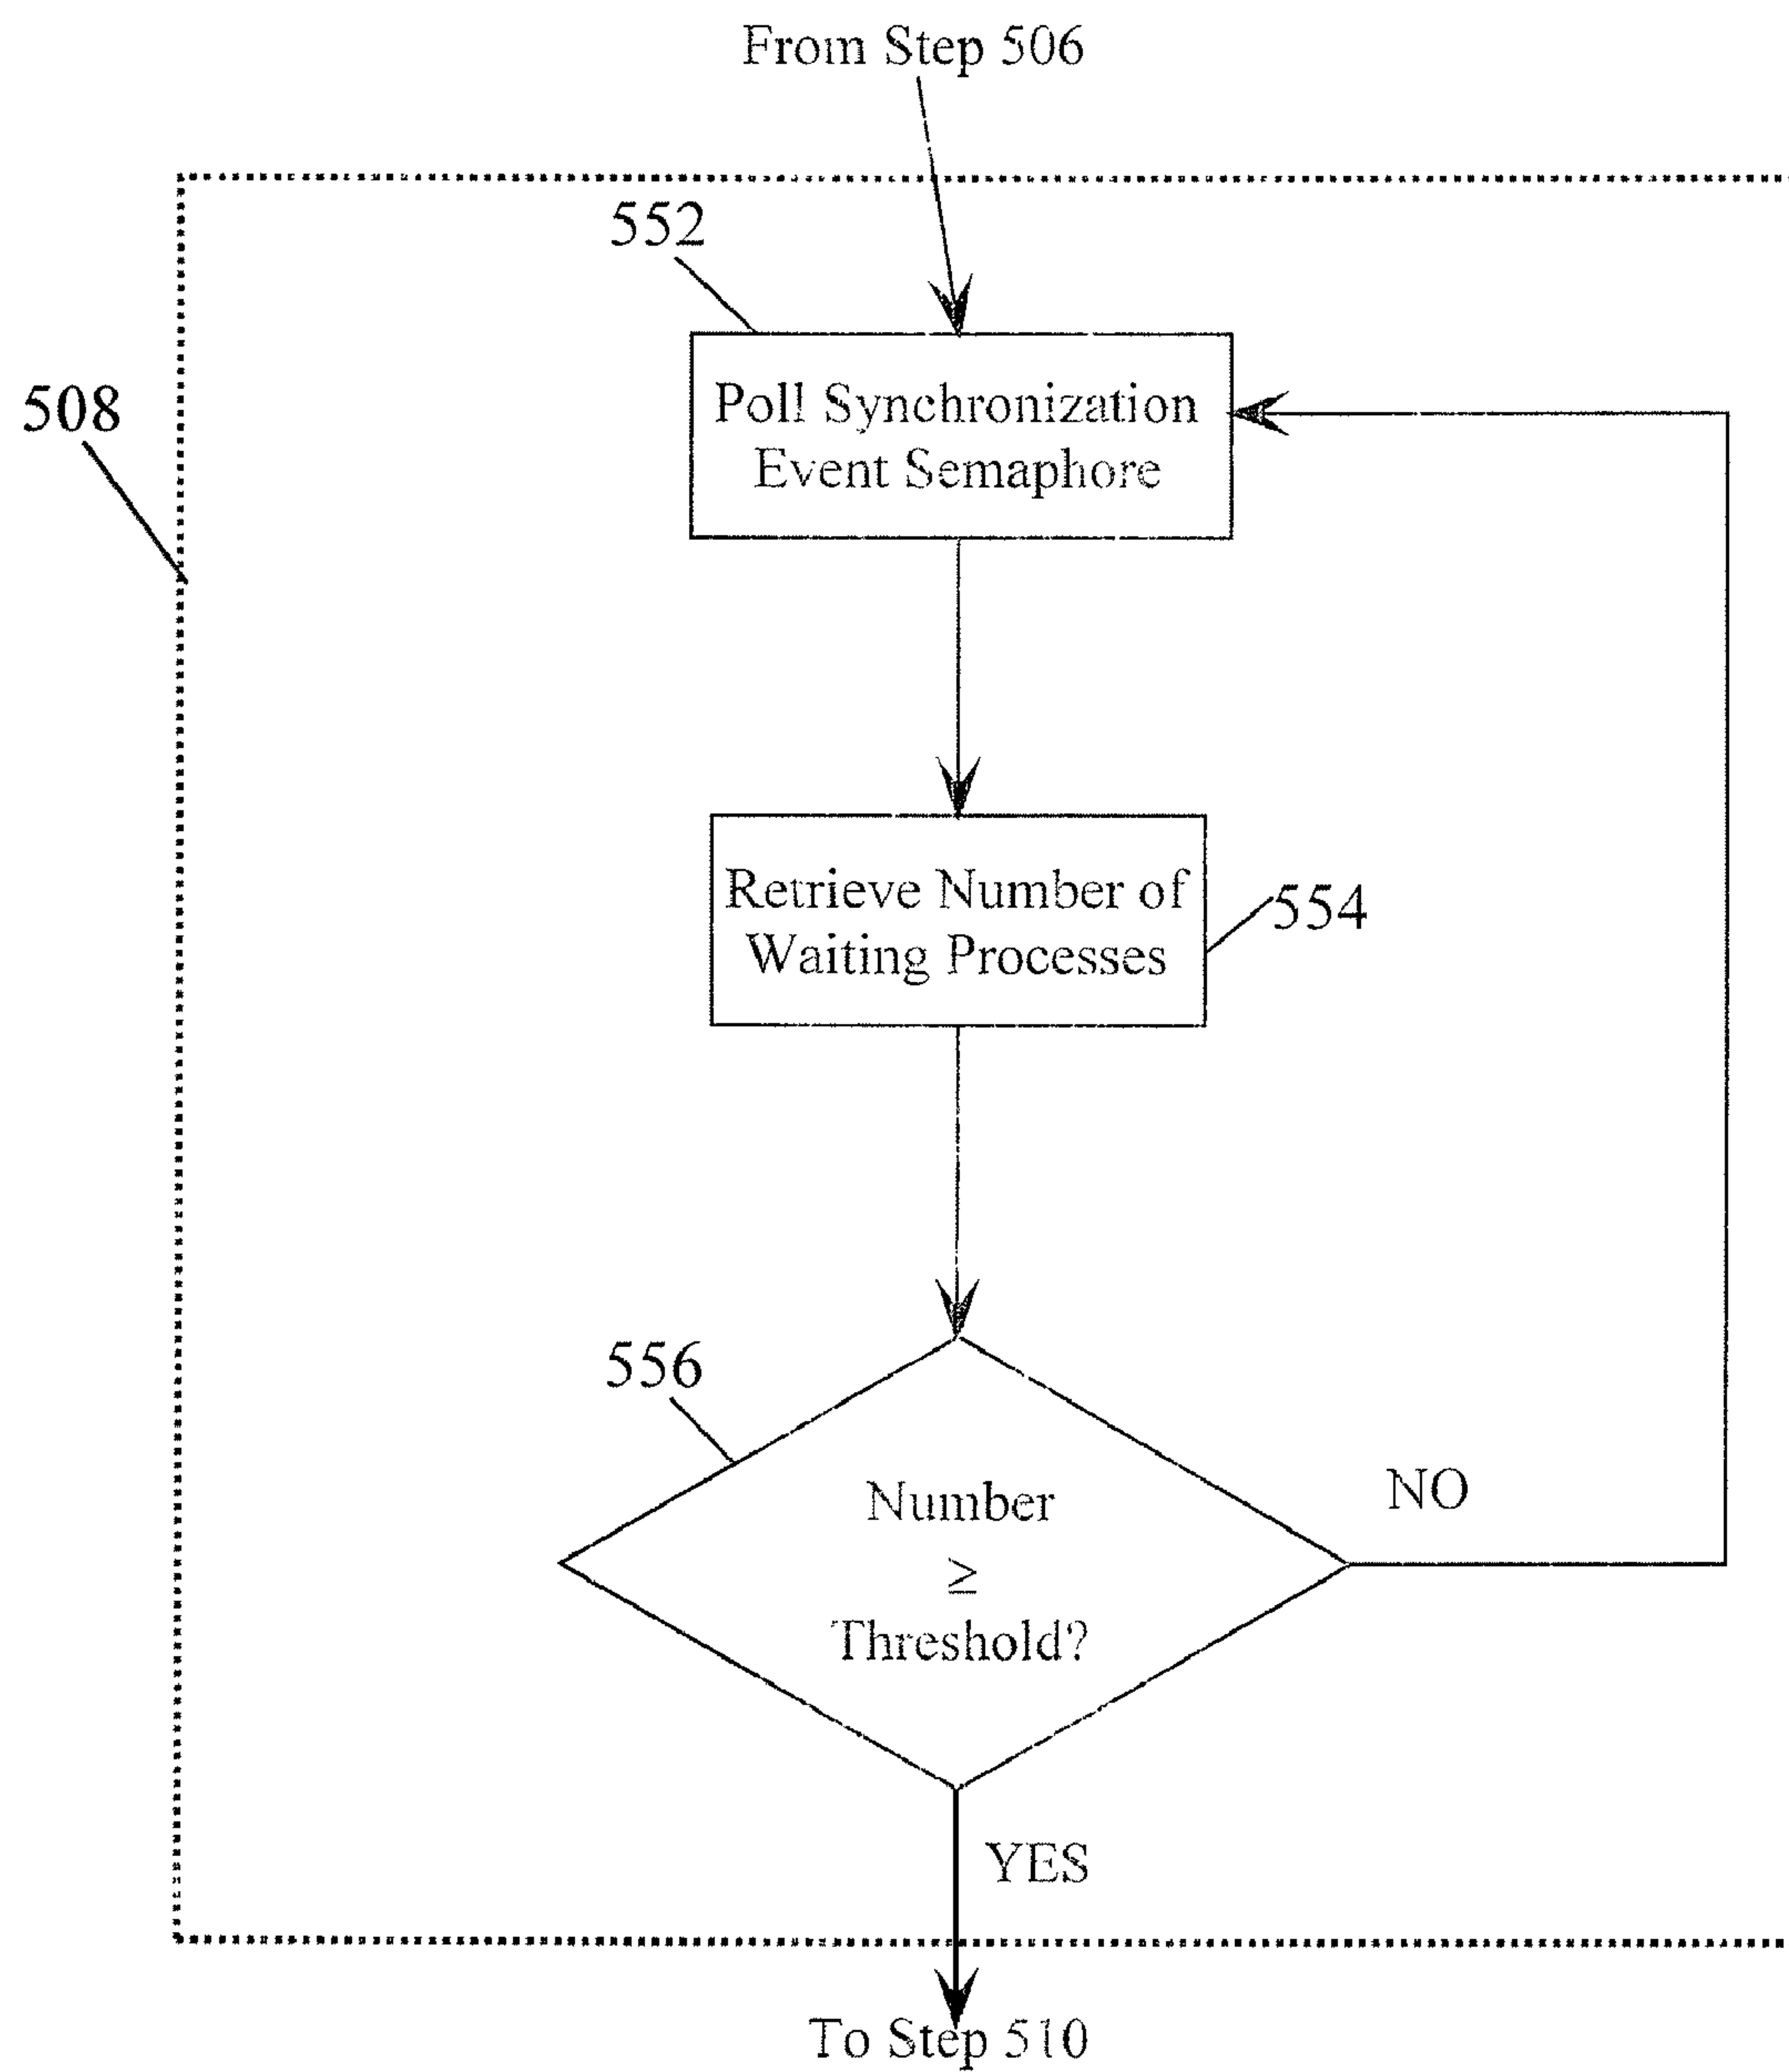 From Step 506
552
508
Poll Synchronization
Event Semaphore
Retrieve Number of
Waiting Processes
554
556
Number
≥
Threshold?
NO
YES
To Step 510